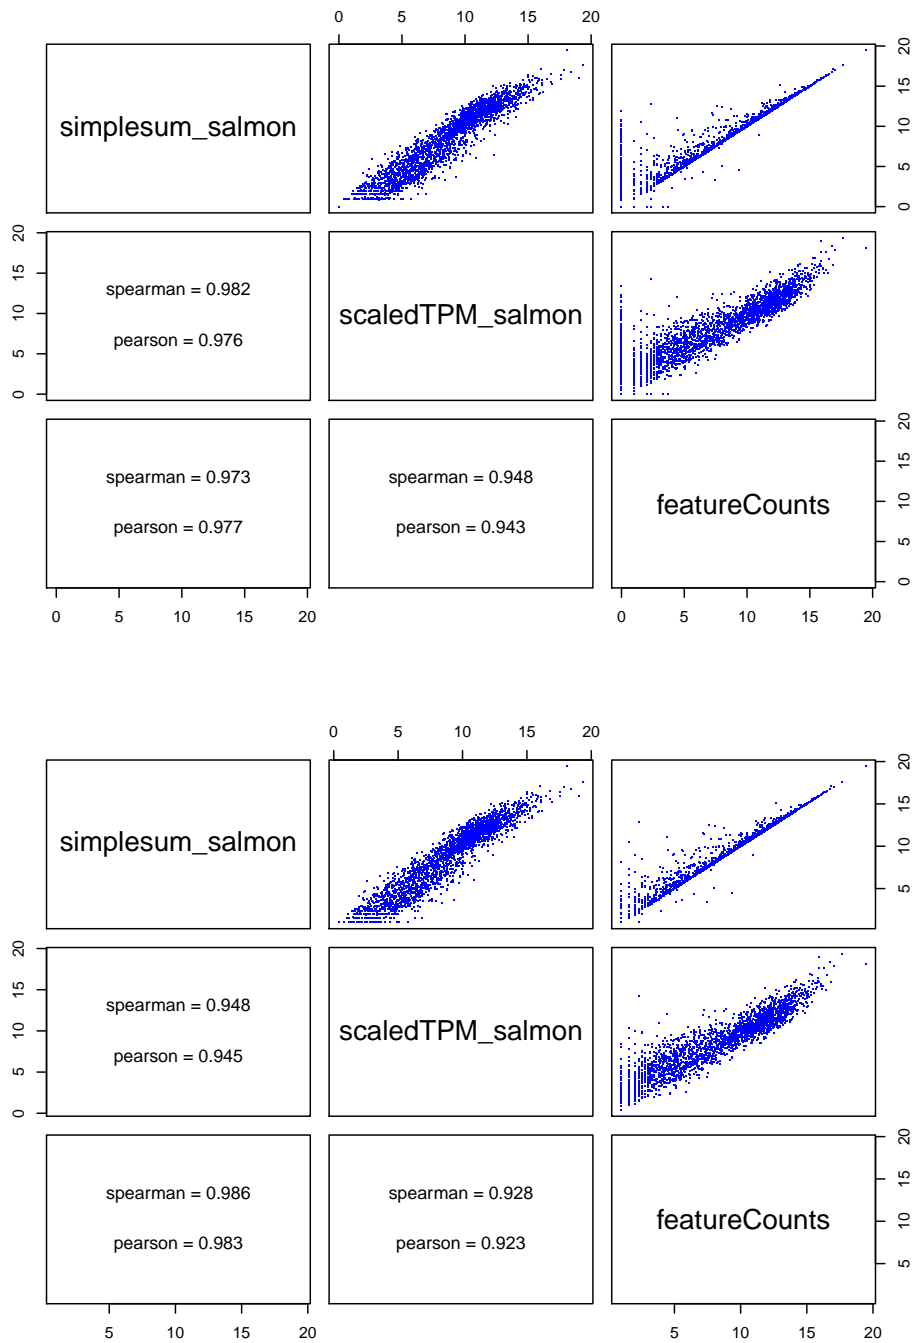 0 5 10 15 20
simplesum_salmon
0 5 10 15 20
0 5 10 15 20
spearman = 0.982
pearson = 0.976
scaledTPM_salmon
spearman = 0.973
pearson = 0.977
spearman = 0.948
pearson = 0.943
featureCounts
0 5 10 15 20
0 5 10 15 20
0 5 10 15 20
0 5 10 15 20
simplesum_salmon
5 10 15 20
0 5 10 15 20
spearman = 0.948
pearson = 0.945
scaledTPM_salmon
spearman = 0.986
pearson = 0.983
spearman = 0.928
pearson = 0.923
featureCounts
5 10 15 20
5 10 15 20
5 10 15 20